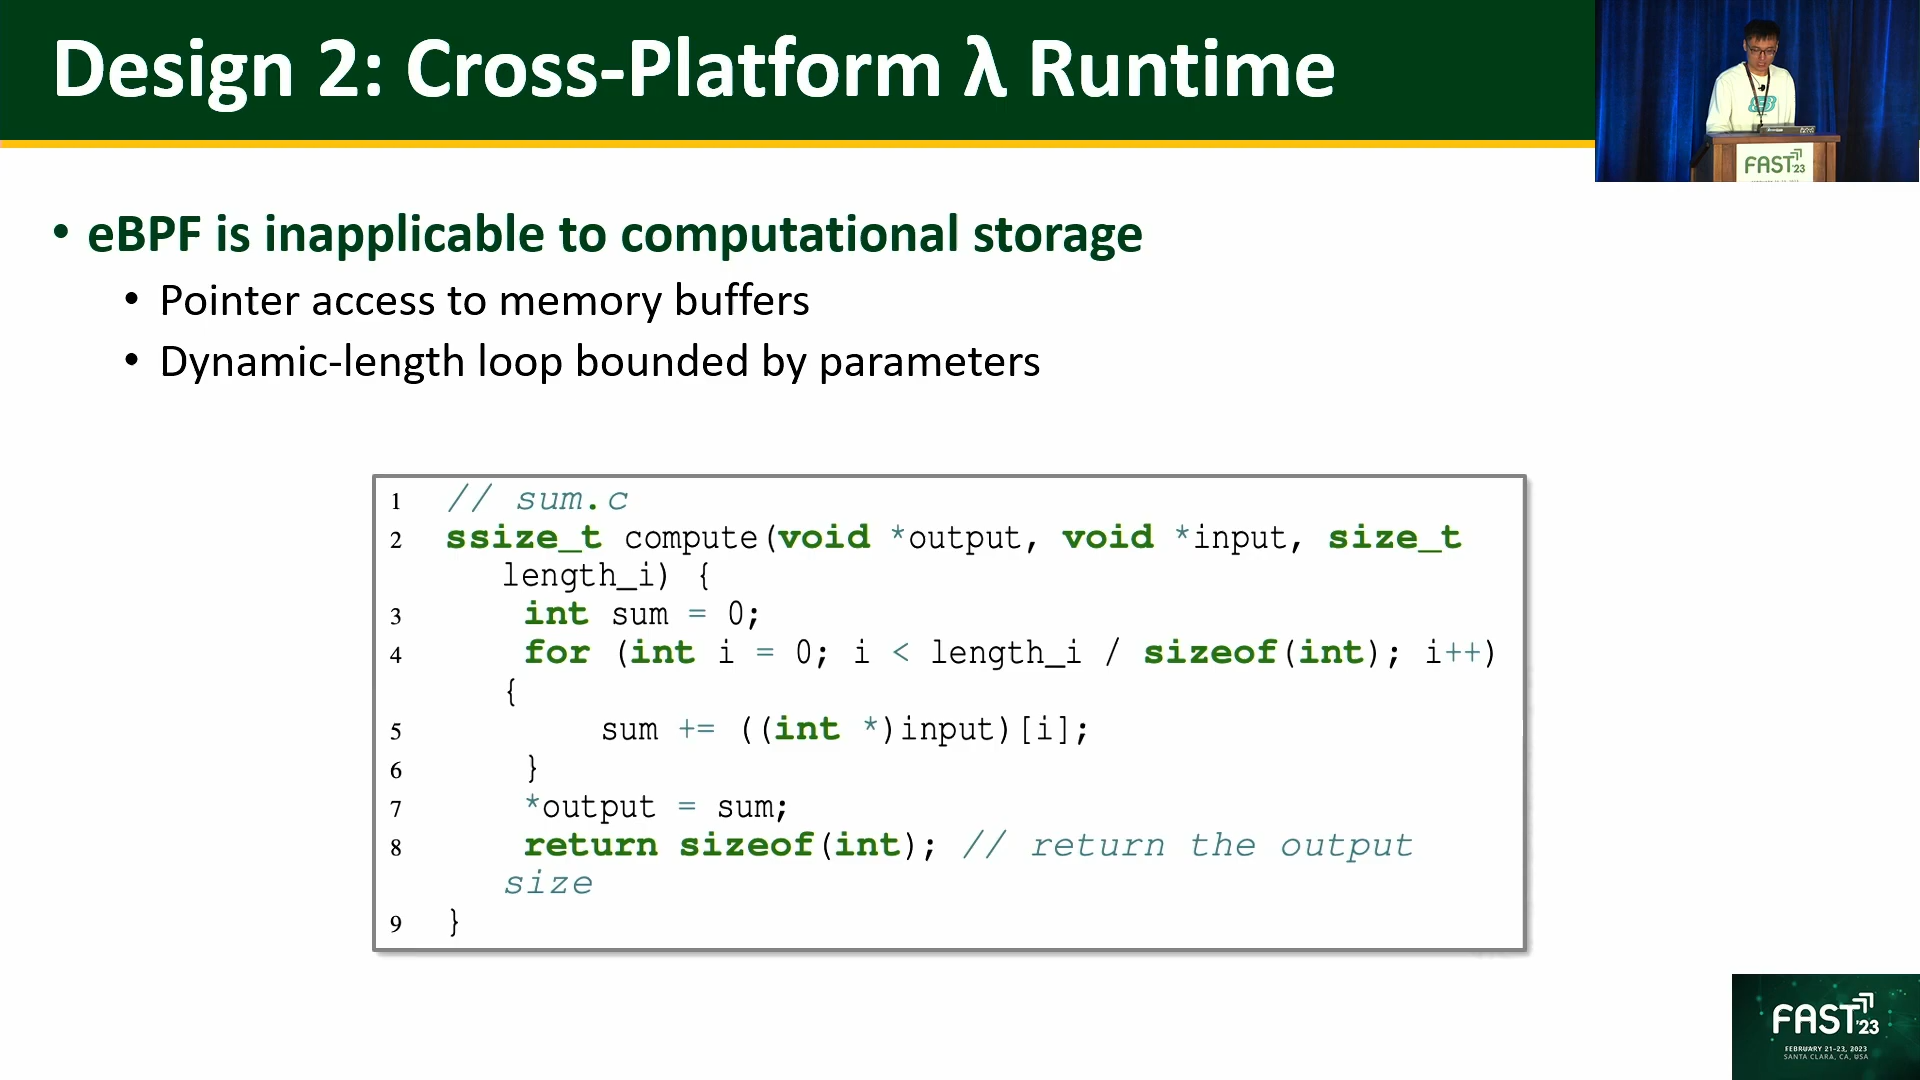 Design 2: Cross-Platform λ Runtime
FAST'23
• eBPF is inapplicable to computational storage
• Pointer access to memory buffers
• Dynamic-length loop bounded by parameters
1 // sum.c
2 ssize_t compute(void *output, void *input, size_t
length_i) {
3 int sum = 0;
4 for (int i = 0; i < length_i / sizeof(int); i++)
{
5 sum += ((int *)input)[i];
6 }
7 *output = sum;
8 return sizeof(int); // return the output
size
9 }
FAST'23
FEBRUARY 21–23, 2023
SANTA CLARA, CA, USA